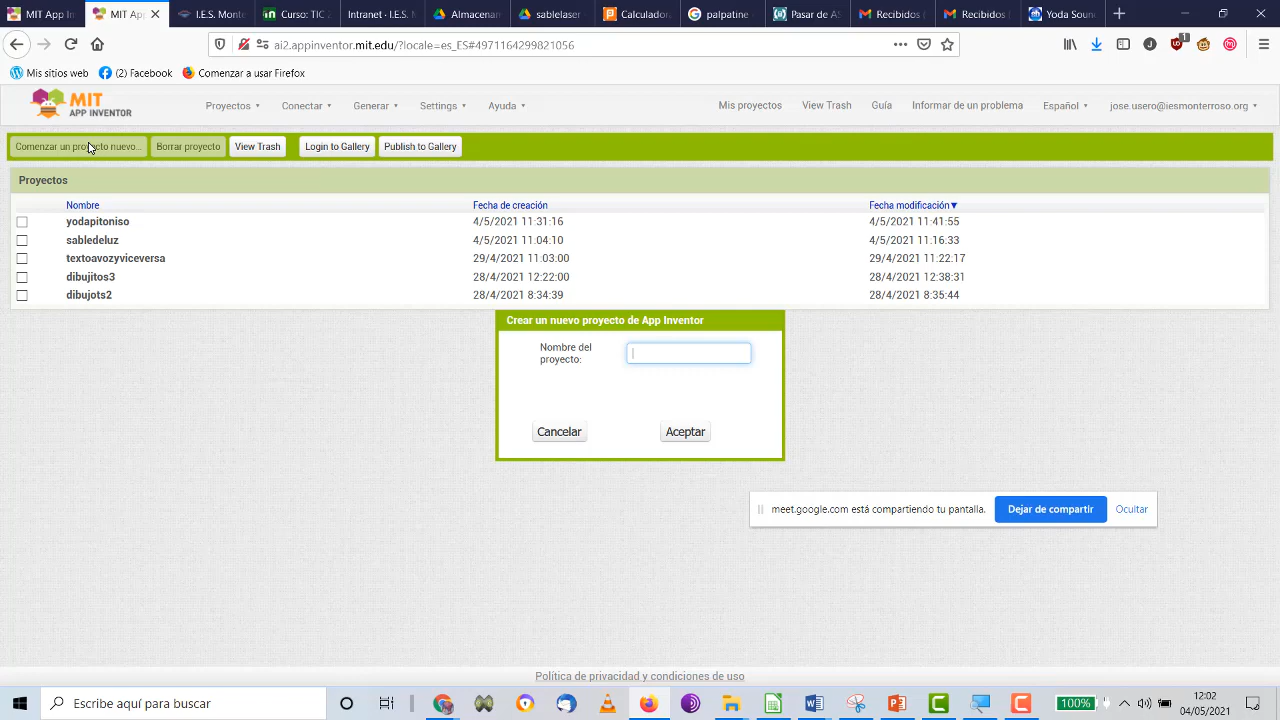 MIT Ap
MIT Ap
I.E.S. Monte
Curso: TIC
Intranet - I.E.S. M
Almacena
sablelaser
Calculador
palpatine
Pasar de AS
Recibidos
Recibidos
Yoda Soun
ai2.appinventor.mit.edu/?locale=es_ES#4971164299821056
1
Mis sitios web
(2) Facebook
Comenzar a usar Firefox
MIT
APP INVENTOR
Proyectos
Conectar
Generar
Settings
Ayuda
Mis proyectos
View Trash
Guía
Informar de un problema
Español
jose.usero@iesmonterroso.org
Comenzar un proyecto nuevo...
Borrar proyecto
View Trash
Login to Gallery
Publish to Gallery
Proyectos
Nombre Fecha de creación Fecha modificación▼
yodapitoniso 4/5/2021 11:31:16 4/5/2021 11:41:55
sabledeluz 4/5/2021 11:04:10 4/5/2021 11:16:33
textoavozyviceversa 29/4/2021 11:03:00 29/4/2021 11:22:17
dibujitos3 28/4/2021 12:22:00 28/4/2021 12:38:31
dibujots2 28/4/2021 8:34:39 28/4/2021 8:35:44
Crear un nuevo proyecto de App Inventor
Nombre del
proyecto:
Cancelar
Aceptar
meet.google.com está compartiendo tu pantalla.
Dejar de compartir
Ocultar
Política de privacidad y condiciones de uso
Escribe aquí para buscar
100%
12:02
04/05/2021